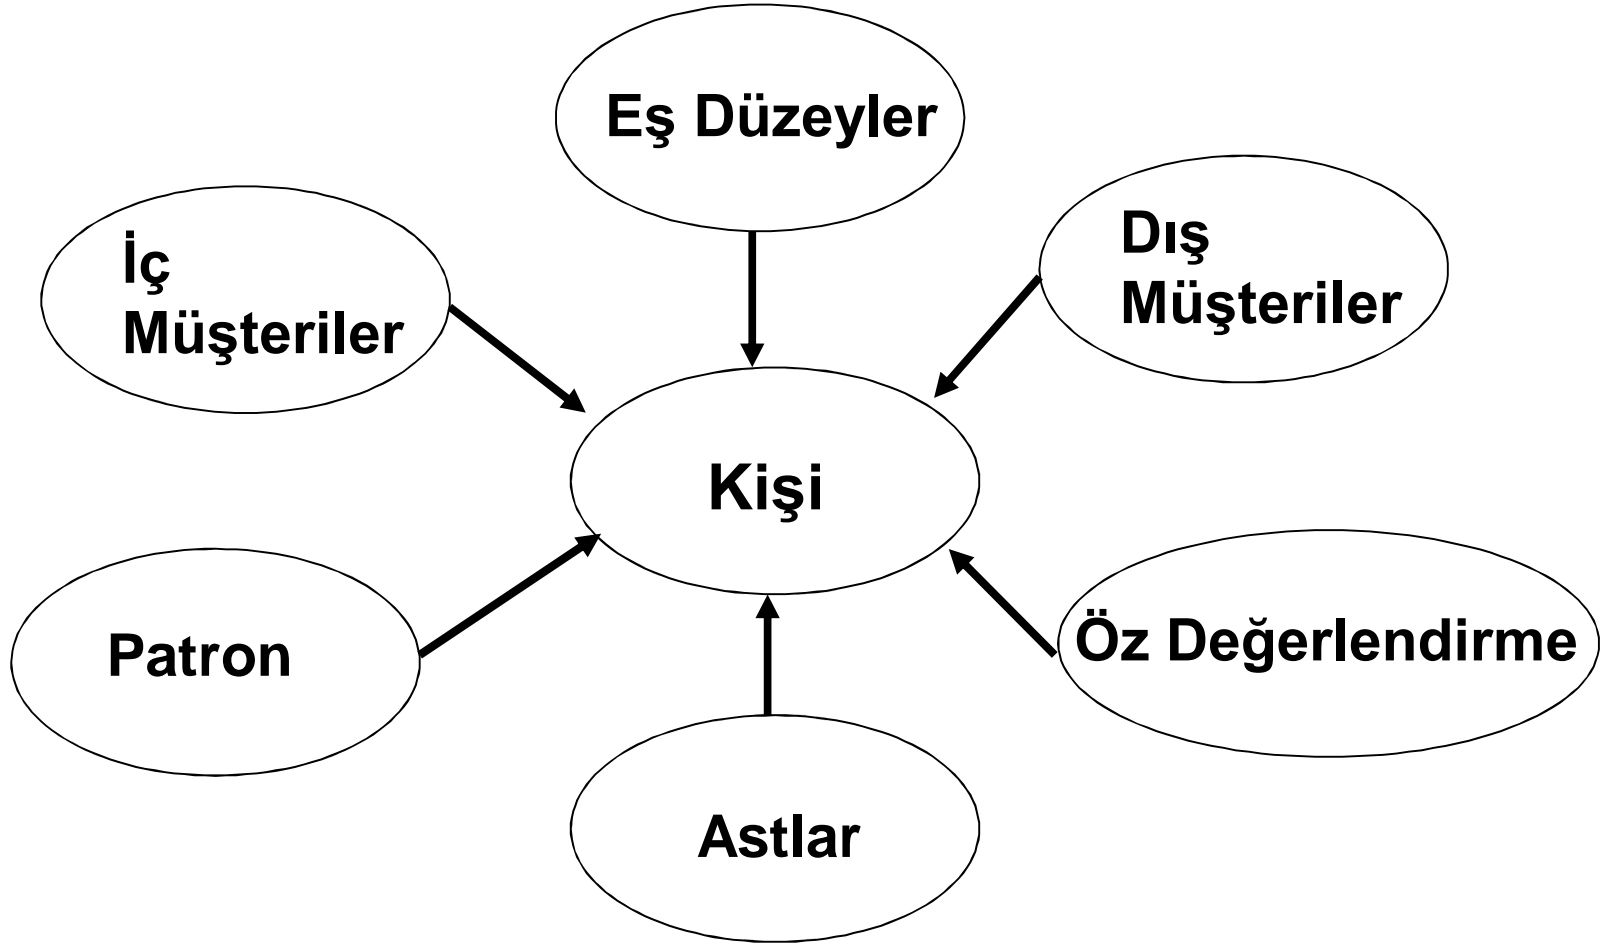 Eş Düzeyler
İç
Müşteriler
Dış
Müşteriler
Kişi
Patron
Öz Değerlendirme
Astlar